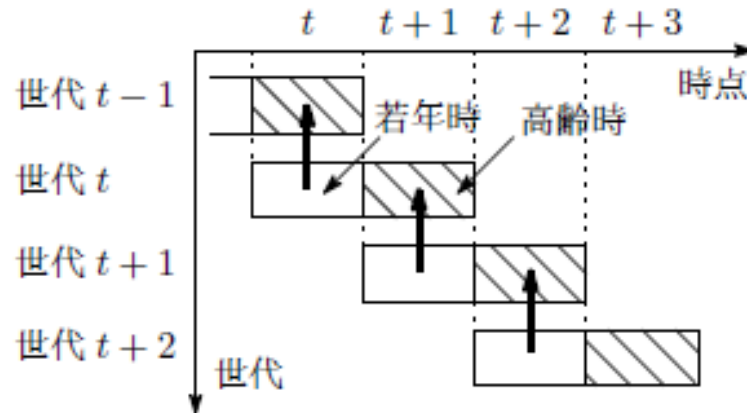 t t + 1 t + 2 t + 3
時点
世代 t − 1
若年時 高齢時
世代 t
世代 t + 1
世代 t + 2
世代